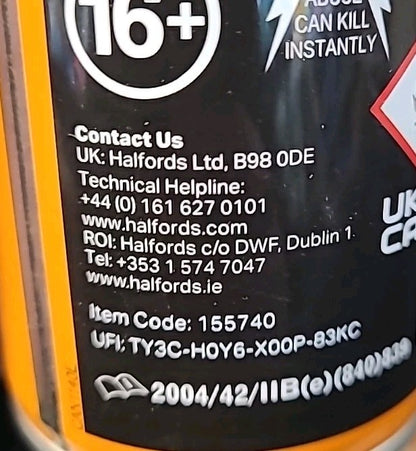 16+
CAN KILL
INSTANTLY
Contact Us
UK: Halfords Ltd, B98 0DE
Technical Helpline:
+44 (0) 161 627 0101
www.halfords.com
ROI: Halfords c/o DWF, Dublin 1
Tel: +353 1 574 7047
www.halfords.ie
UK
CA
Item Code: 155740
UFI: TY3C-H0Y6-X00P-83KC
2004/42/IIB(e)(840)839